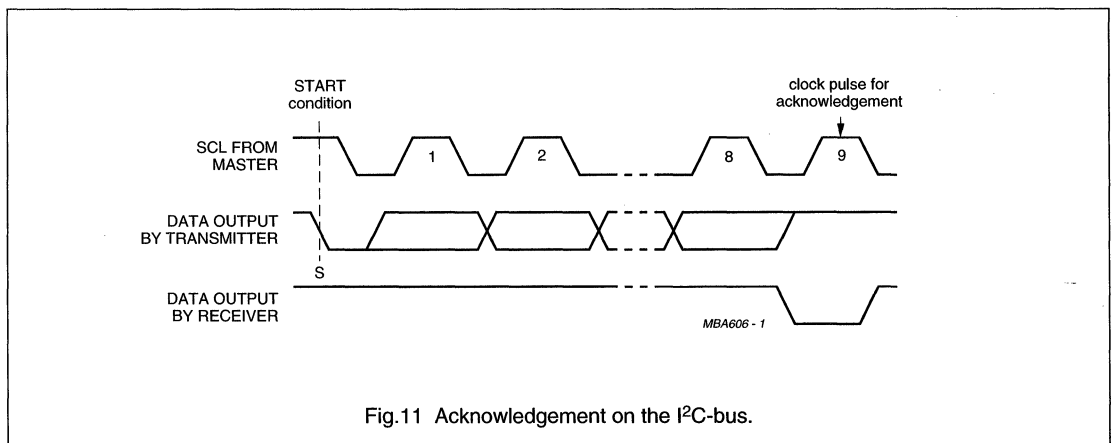 START
condition
clock pulse for
acknowledgement
SCL FROM
MASTER
1
2
8
9
DATA OUTPUT
BY TRANSMITTER
S
DATA OUTPUT
BY RECEIVER
MBA606 - 1
Fig.11 Acknowledgement on the I²C-bus.